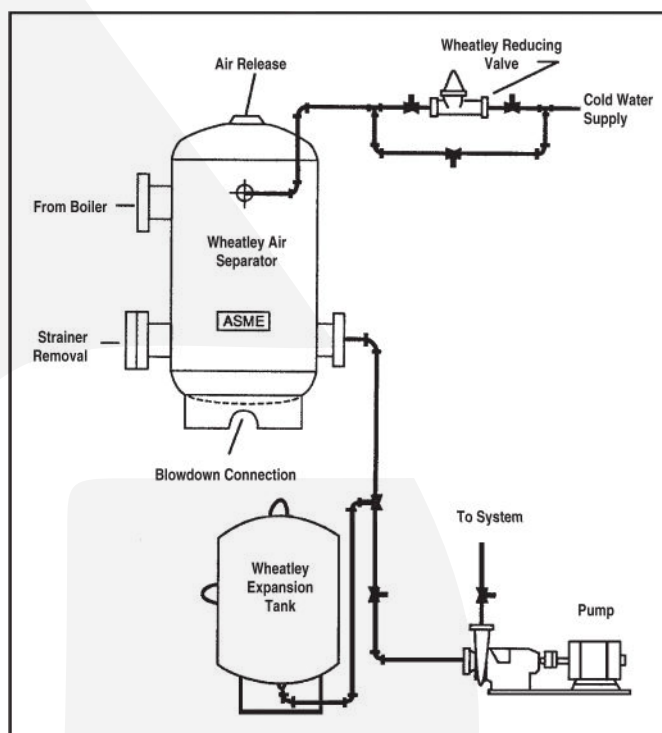 Air Release
Wheatley Reducing
Valve
Cold Water
Supply
From Boiler
Wheatley Air
Separator
ASME
Strainer
Removal
Blowdown Connection
To System
Wheatley
Expansion
Tank
Pump